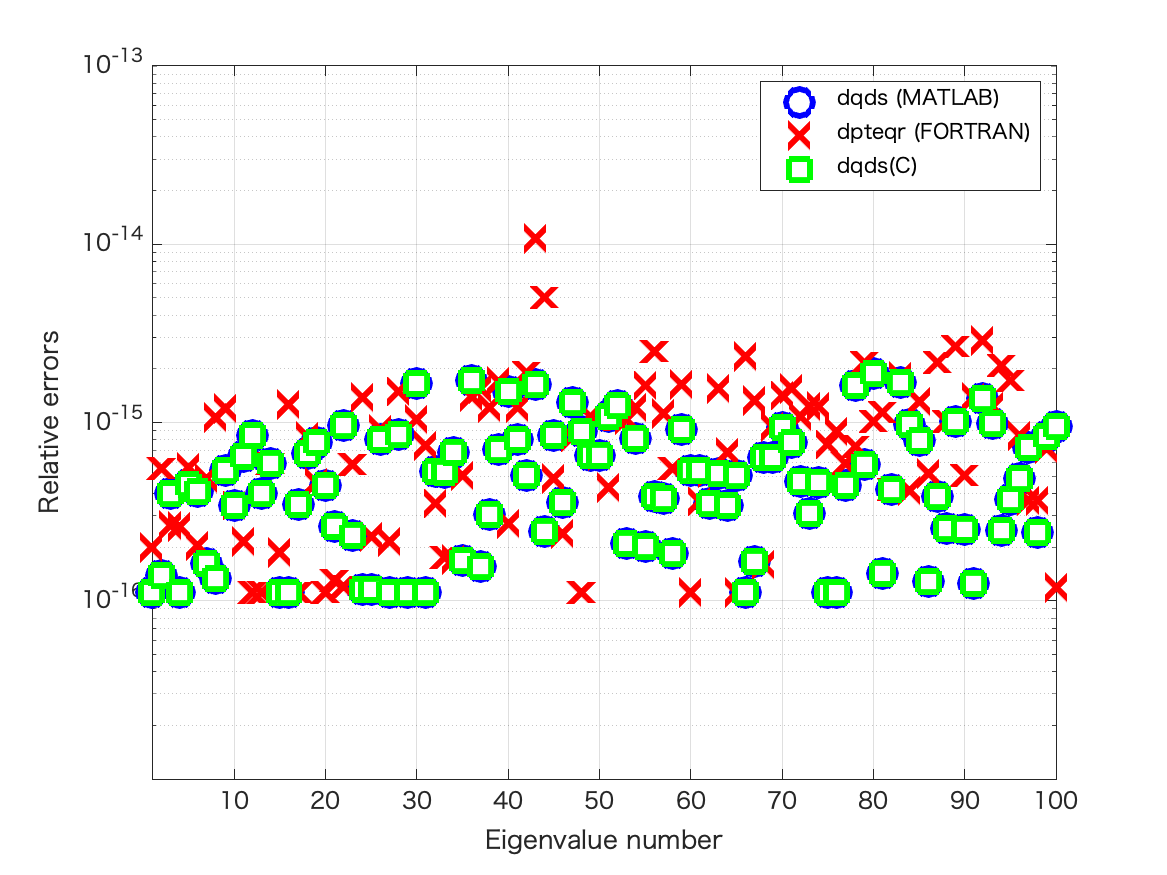 10-13
dqds (MATLAB)
dpteqr (FORTRAN)
dqds(C)
10-14
Relative errors
10-15
10-16
10 20 30 40 50 60 70 80 90 100
Eigenvalue number